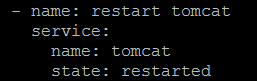 - name: restart tomcat
  service:
    name: tomcat
    state: restarted